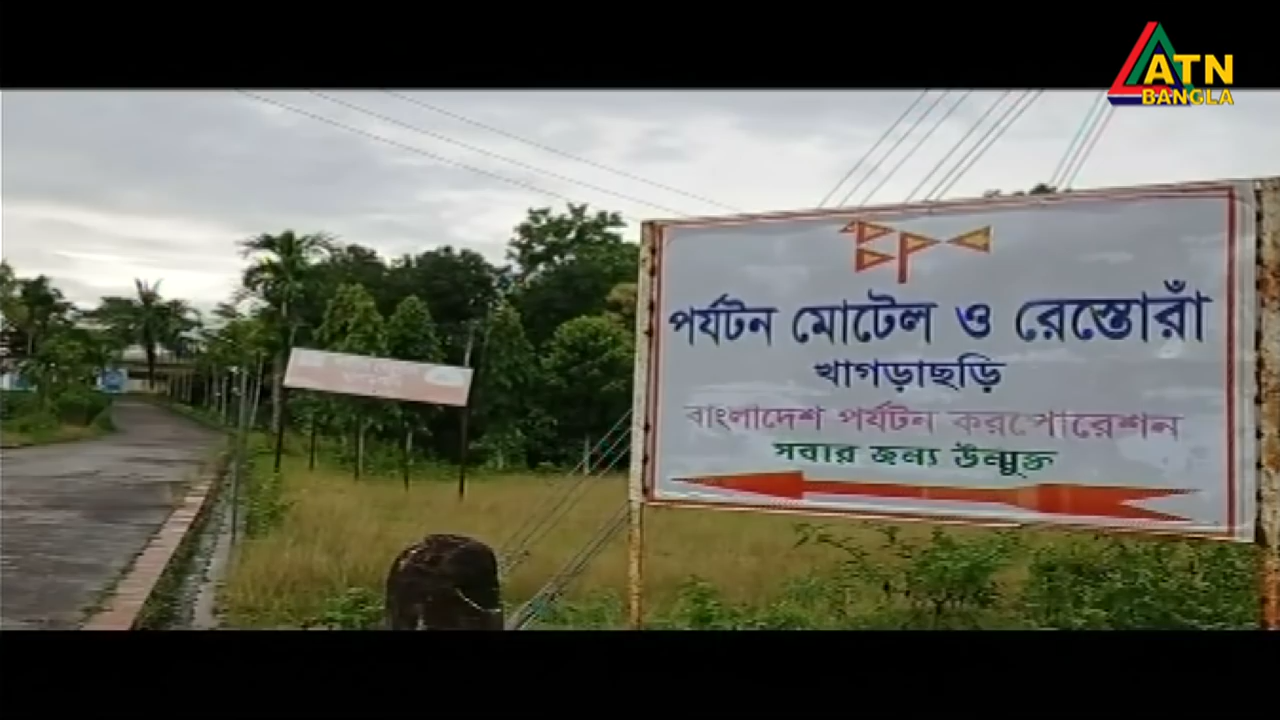 ATN
BANGLA
পর্যটন মোটেল ও রেস্তোরাঁ
খাগড়াছড়ি
বাংলাদেশ পর্যটন করপোরেশন
সবার জন্য উন্মুক্ত